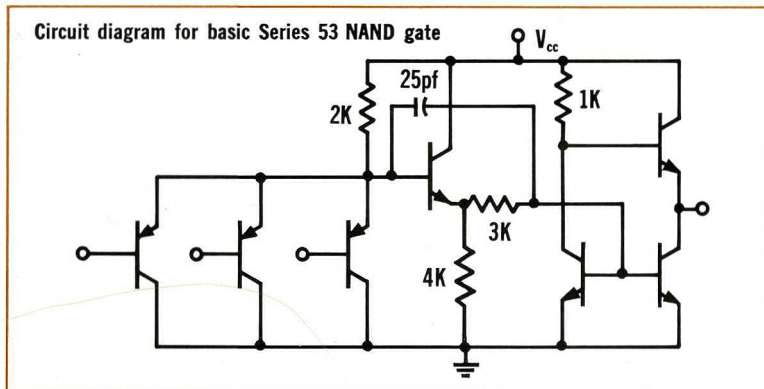 Circuit diagram for basic Series 53 NAND gate
Vcc
25pf
2K
1K
3K
4K